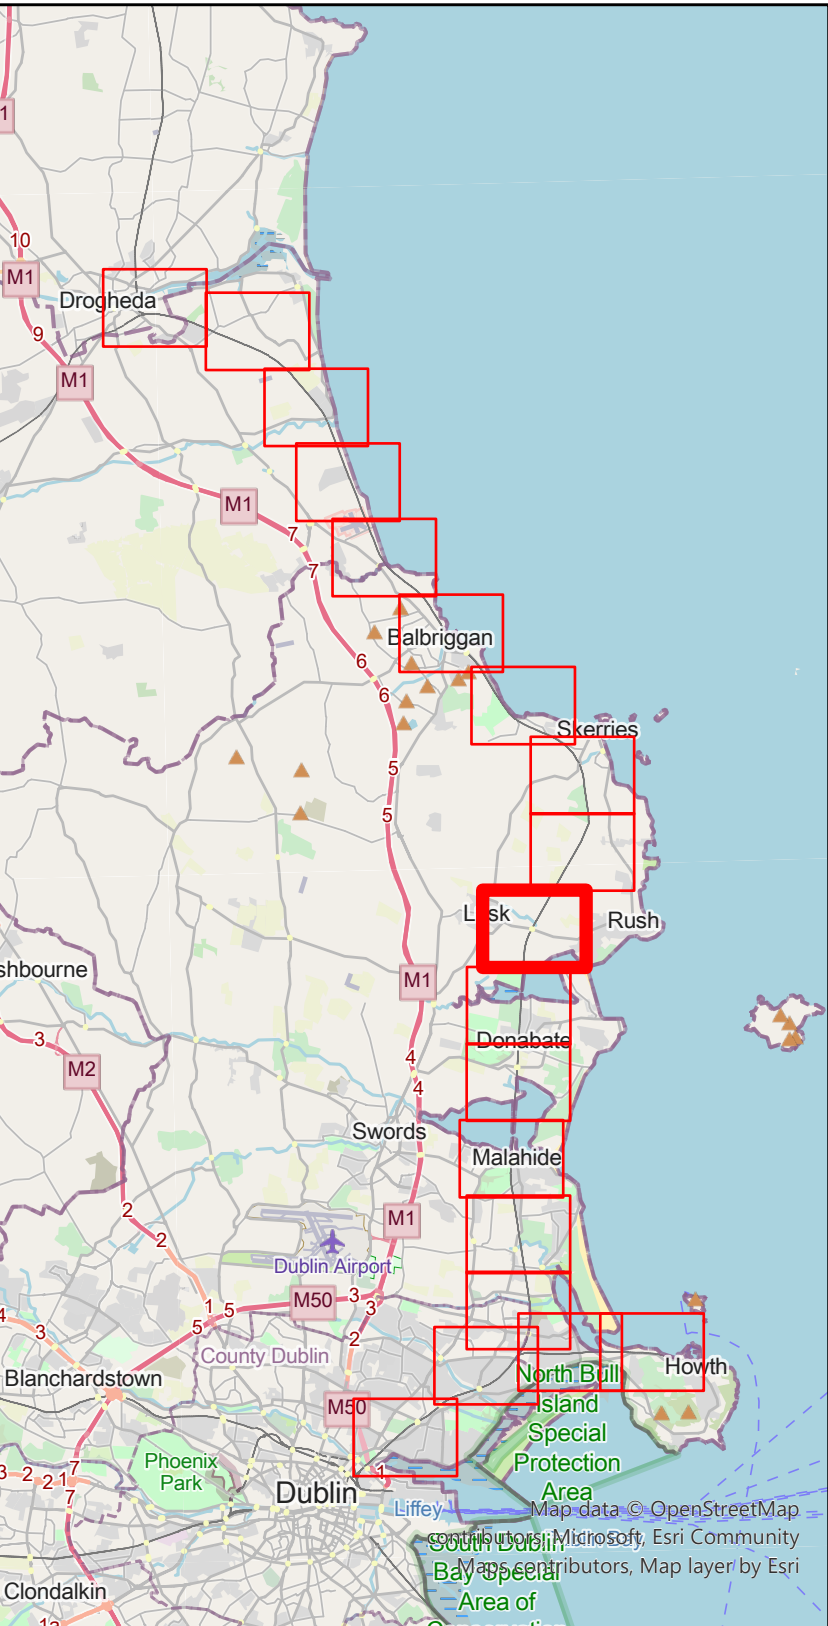 1
10
M1
Drogheda
9
M1
M1
7
7
Balbriggan
6
6
Skerries
5
5
Lusk
Rush
shbourne
M1
3
Donabate
M2
4
4
Swords
Malahide
2
M1
2
Dublin Airport
3
M50
1
5
3
4
3
5
2
County Dublin
Howth
Blanchardstown
North Bull
Island
Special
Protection
Area
M50
Phoenix
Park
7
3
2
2
1
7
1
Dublin
Liffey
Map data © OpenStreetMap
contributors, Microsoft, Esri Community
Maps contributors, Map layer by Esri
South Dublin
Bay Special
Area of
Clondalkin